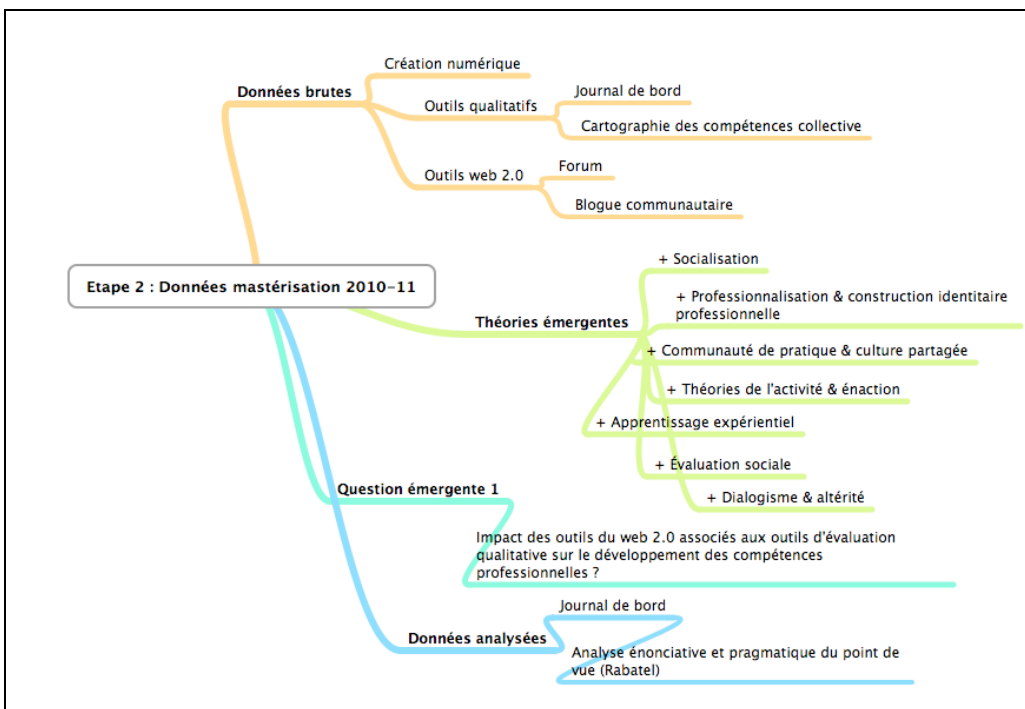 Création numérique
Données brutes
Outils qualitatifs
Journal de bord
Cartographie des compétences collective
Outils web 2.0
Forum
Blogue communautaire
Etape 2 : Données mastérisation 2010-11
Théories émergentes
+ Socialisation
+ Professionnalisation & construction identitaire
professionnelle
+ Communauté de pratique & culture partagée
+ Théories de l'activité & énaction
+ Apprentissage expérientiel
+ Évaluation sociale
+ Dialogisme & altérité
Question émergente 1
Impact des outils du web 2.0 associés aux outils d'évaluation
qualitative sur le développement des compétences
professionnelles ?
Données analysées
Journal de bord
Analyse énonciative et pragmatique du point de
vue (Rabatel)